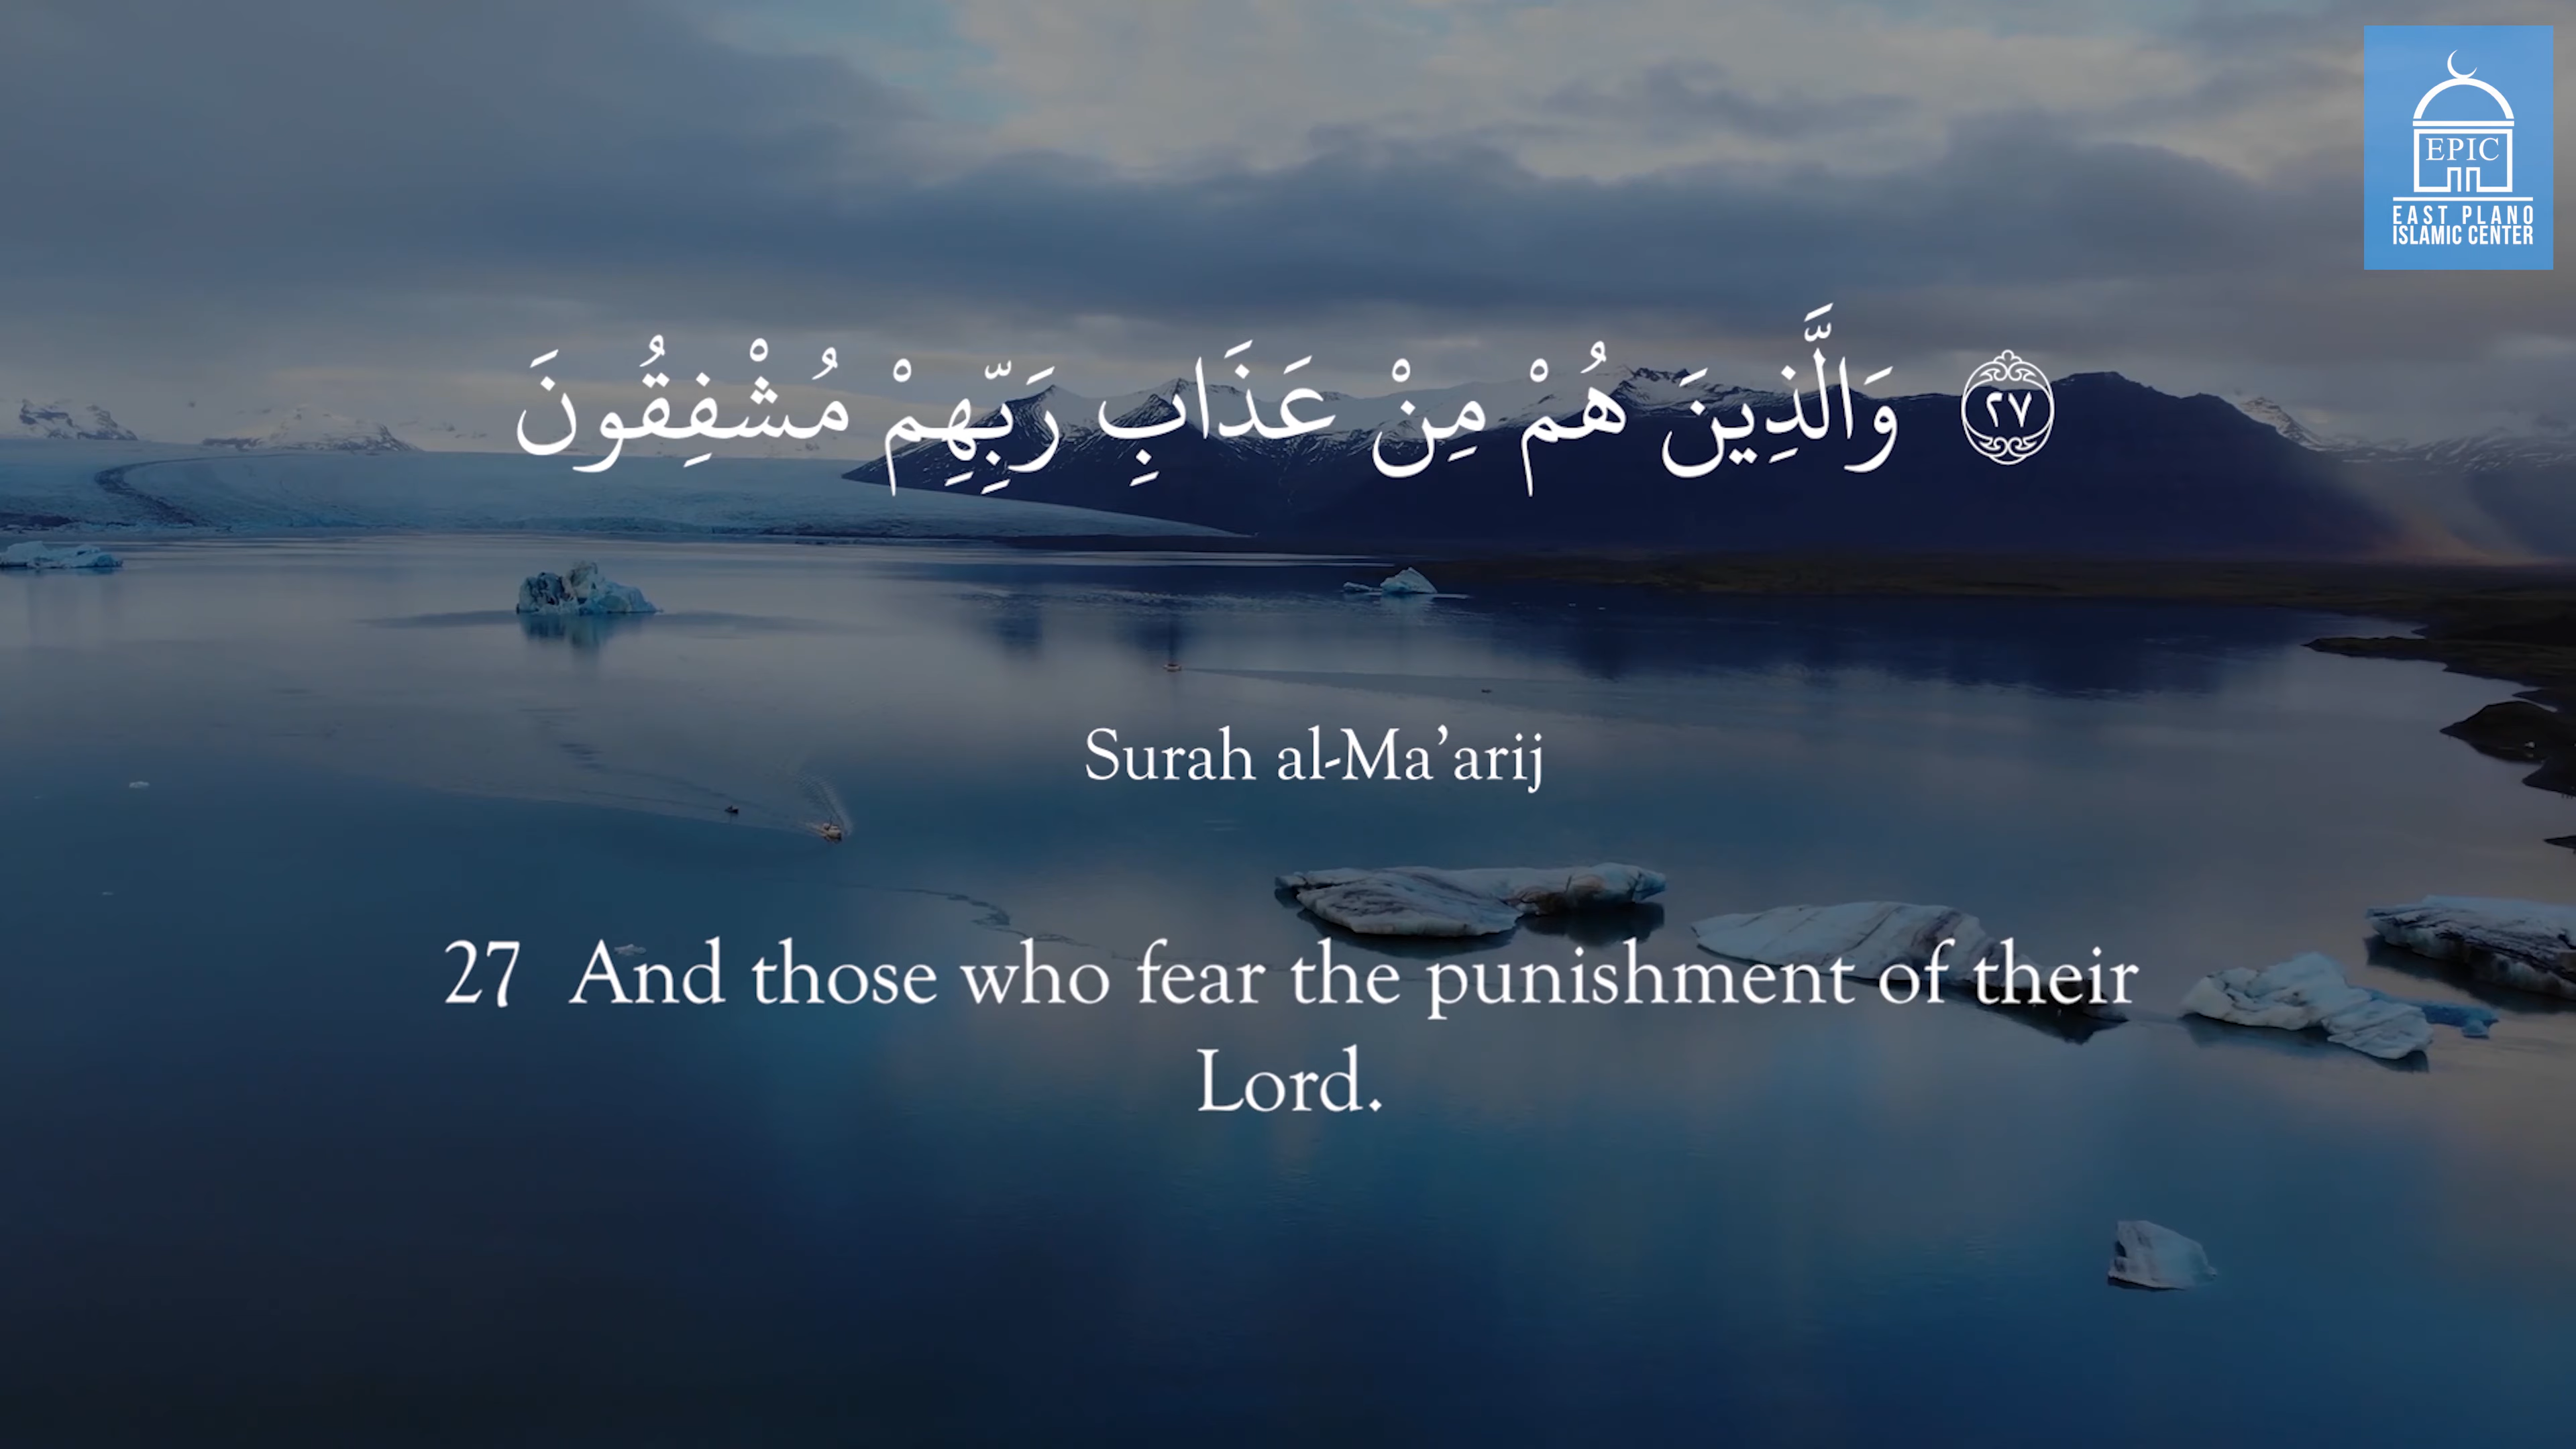 EPIC
EAST PLANO
ISLAMIC CENTER
٢٧ وَالَّذِينَ هُمْ مِنْ عَذَابِ رَبِّهِمْ مُشْفِقُونَ
Surah al-Ma’arij
27 And those who fear the punishment of their
Lord.